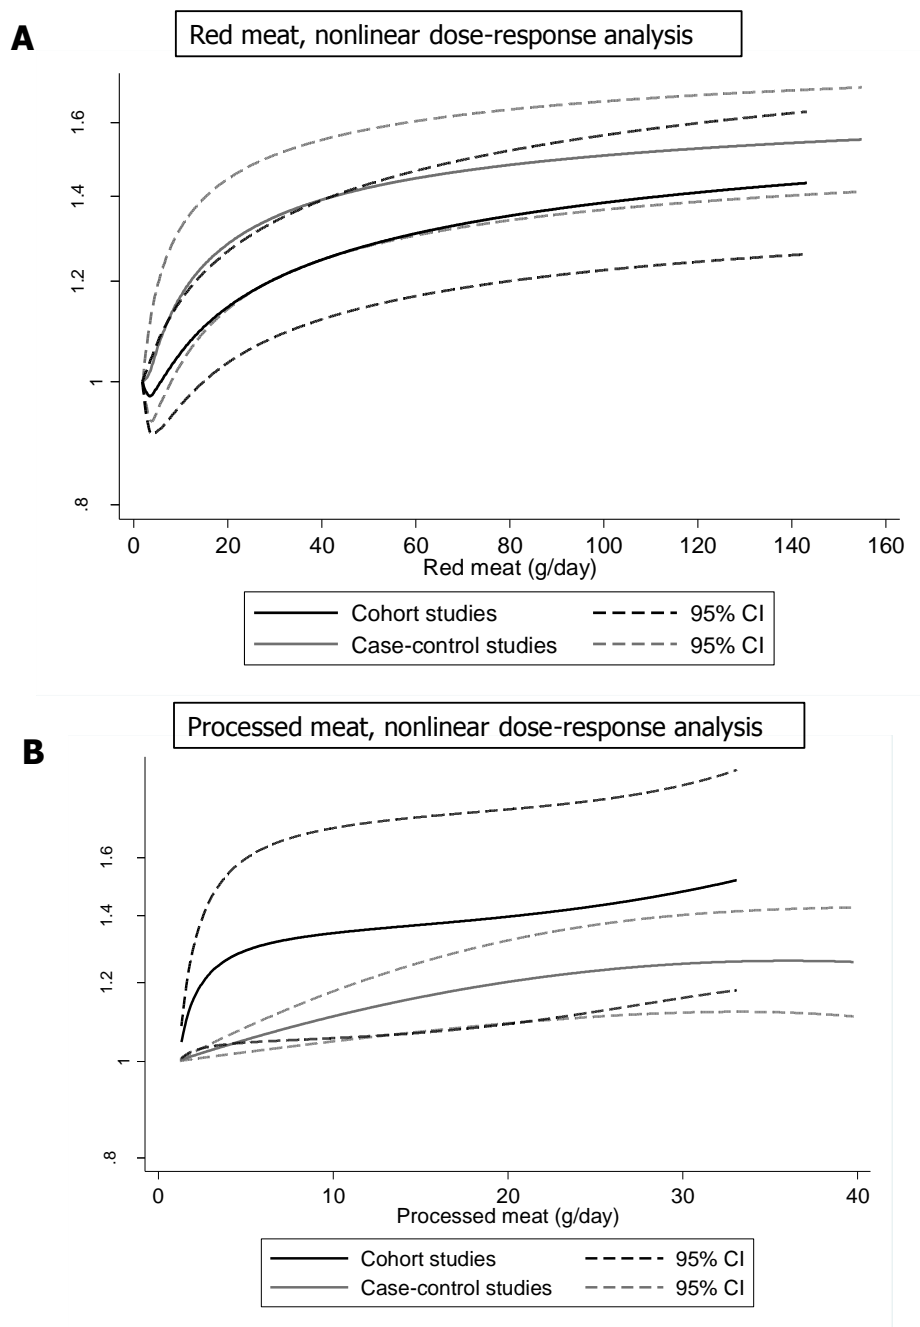 A
Red meat, nonlinear dose-response analysis
1.6
1.4
1.2
1
.8
0 20 40 60 80 100 120 140 160
Red meat (g/day)
Cohort studies 95% CI
Case-control studies 95% CI
B
Processed meat, nonlinear dose-response analysis
1.6
1.4
1.2
1
.8
0 10 20 30 40
Processed meat (g/day)
Cohort studies 95% CI
Case-control studies 95% CI